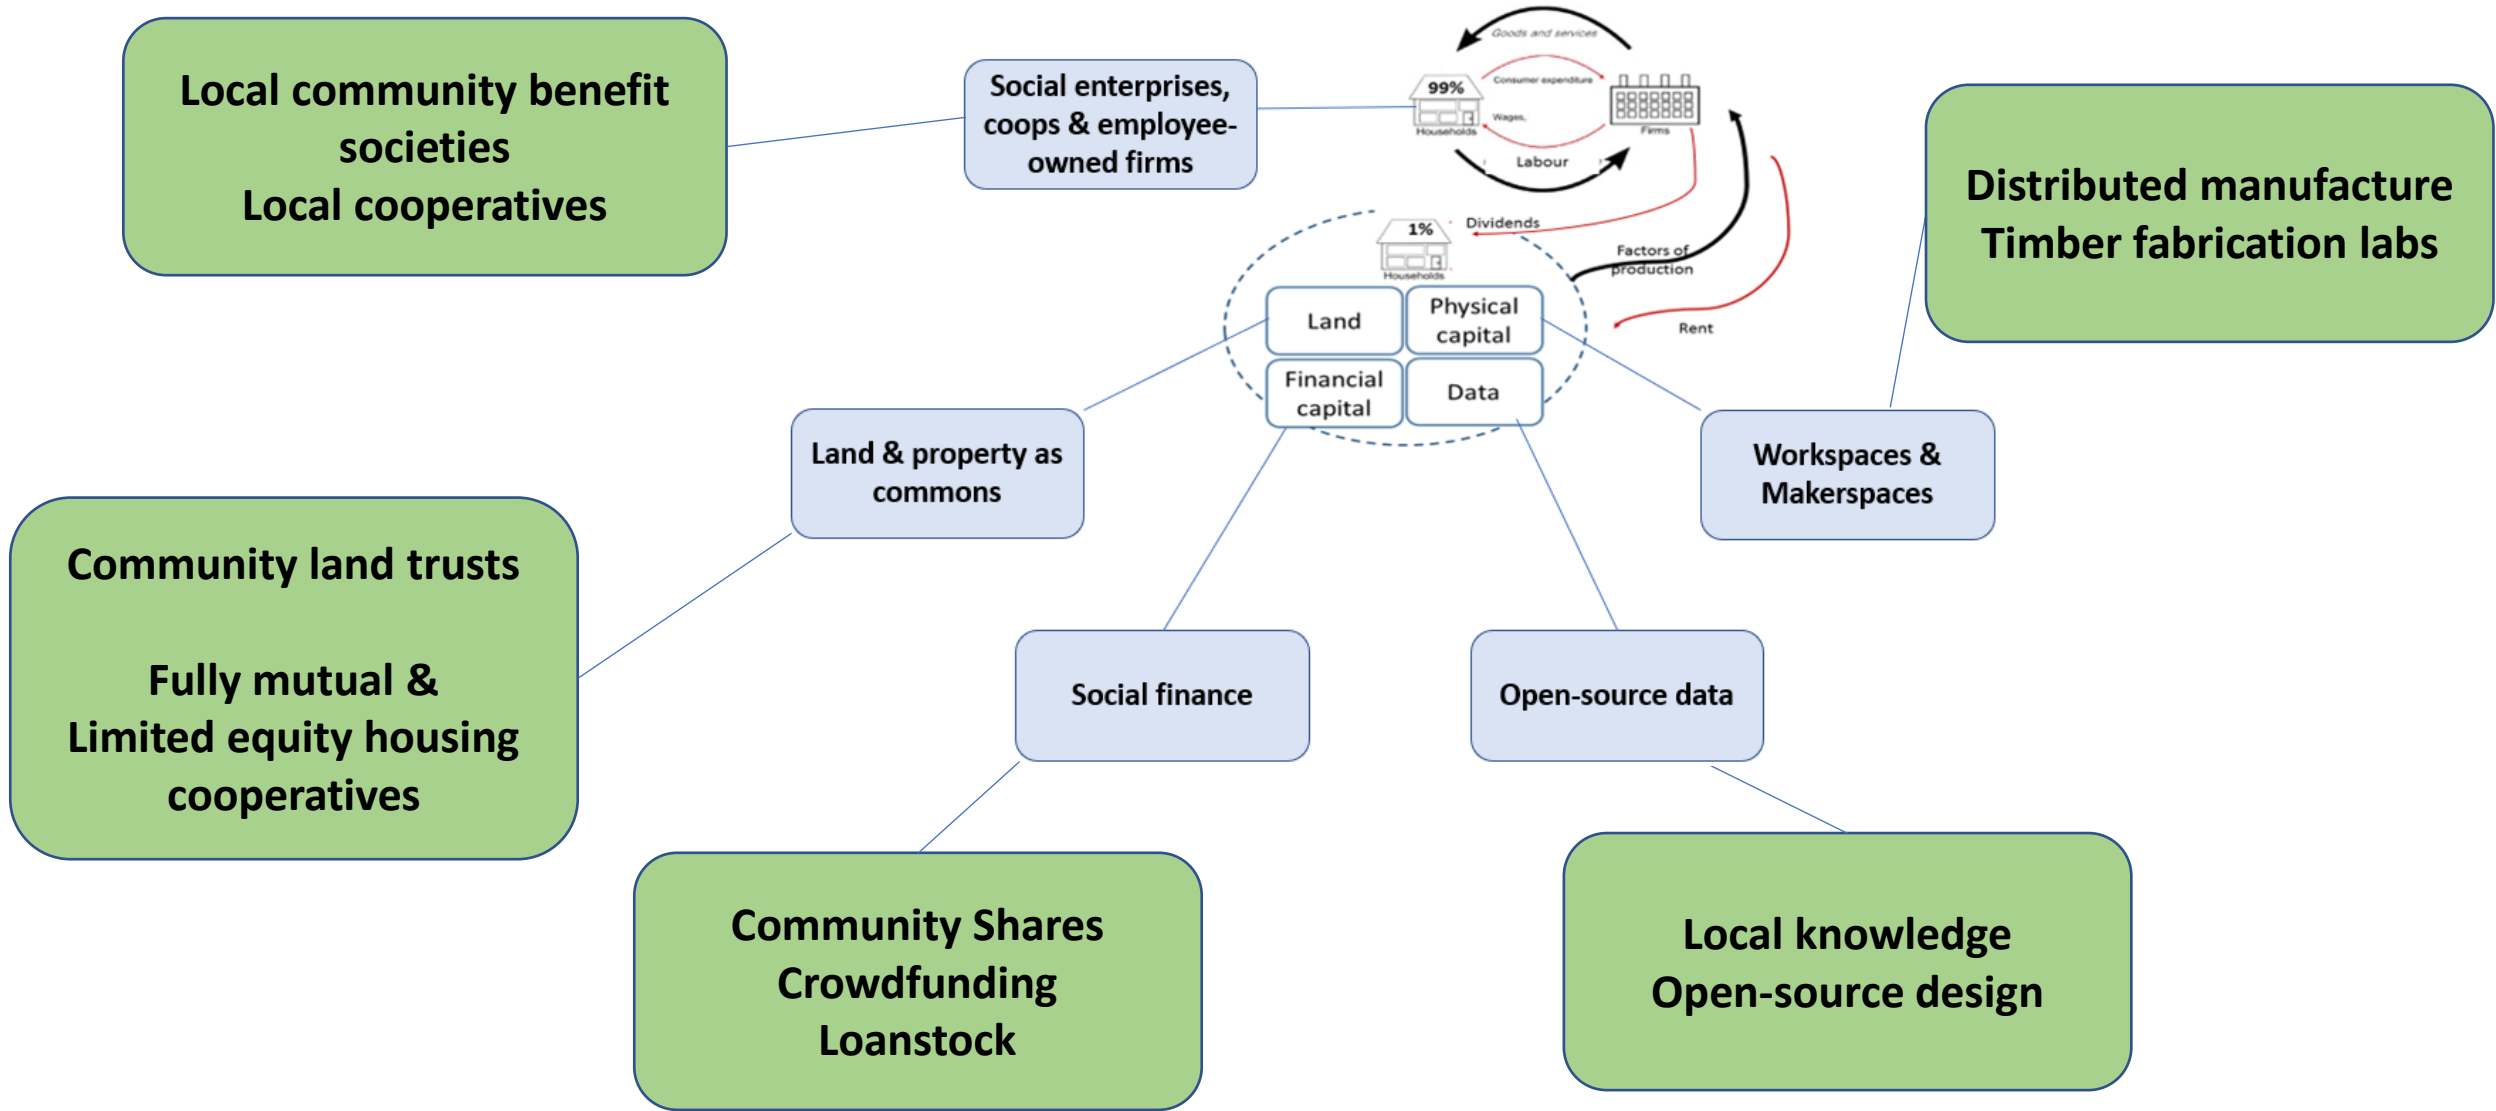 Local community benefit
societies
Local cooperatives
Social enterprises,
coops & employee-
owned firms
Goods and services
Consumer expenditure
99%
Households
Firms
Wages,
Labour
Distributed manufacture
Timber fabrication labs
1%
Households
Dividends
Factors of
production
Rent
Land
Physical
capital
Financial
capital
Data
Land & property as
commons
Workspaces &
Makerspaces
Community land trusts
Fully mutual &
Limited equity housing
cooperatives
Social finance
Open-source data
Community Shares
Crowdfunding
Loanstock
Local knowledge
Open-source design